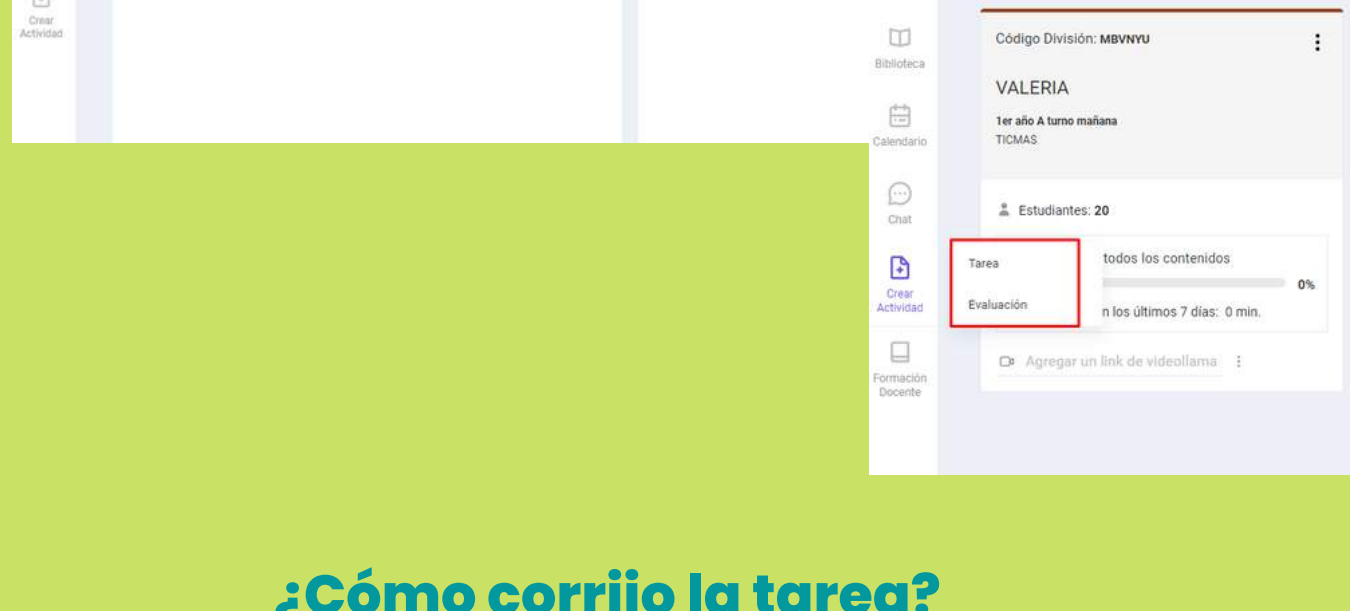 Crear
Actividad
Biblioteca
Calendario
Chat
Crear
Actividad
Formación
Docente
Código División: MBVNYU
VALERIA
1er año A turno mañana
TICMAS
Estudiantes: 20
Tarea
todos los contenidos
0%
Evaluación
n los últimos 7 días: 0 min.
Agregar un link de videollama
¿Cómo corrijo la tarea?